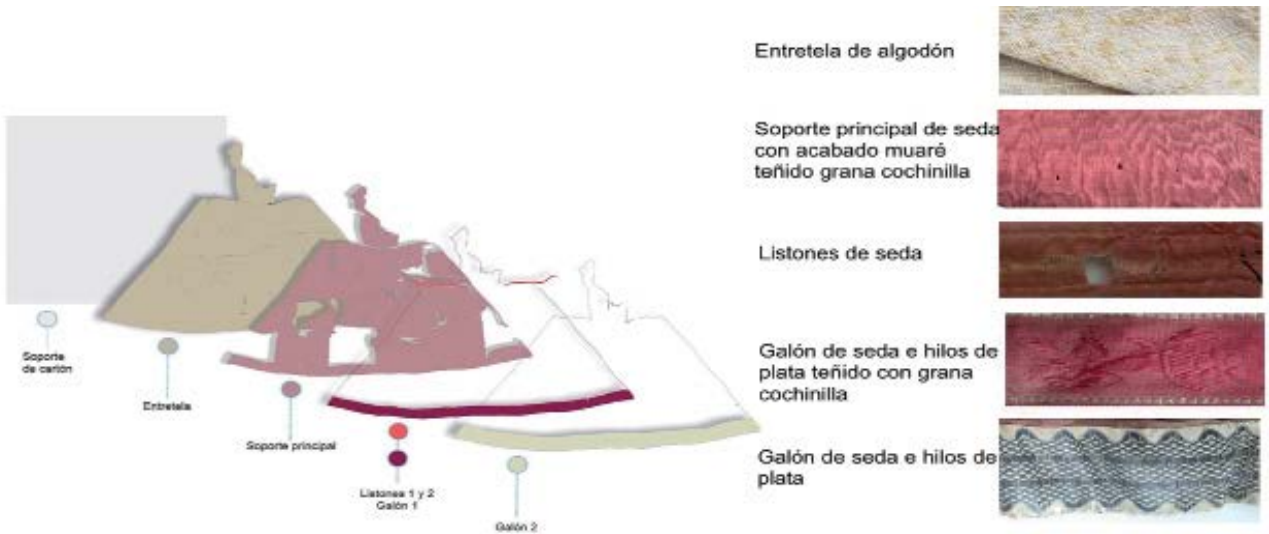 Entretela de algodón
Soporte principal de seda
con acabado muaré
teñido grana cochinilla
Listones de seda
Galón de seda e hilos de
plata teñido con grana
cochinilla
Galón de seda e hilos de
plata
Soporte
de cartón
Entretela
Soporte principal
Listones 1 y 2
Galón 1
Galón 2